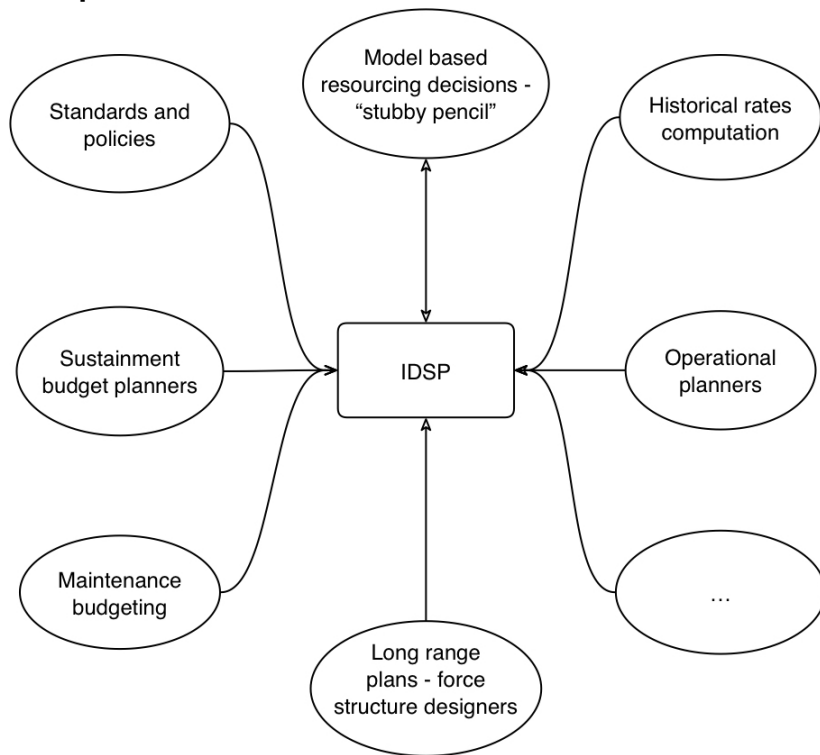 Model based
resourcing decisions -
“stubby pencil”
Standards and
policies
Historical rates
computation
Sustainment
budget planners
IDSP
Operational
planners
Maintenance
budgeting
…
Long range
plans - force
structure designers